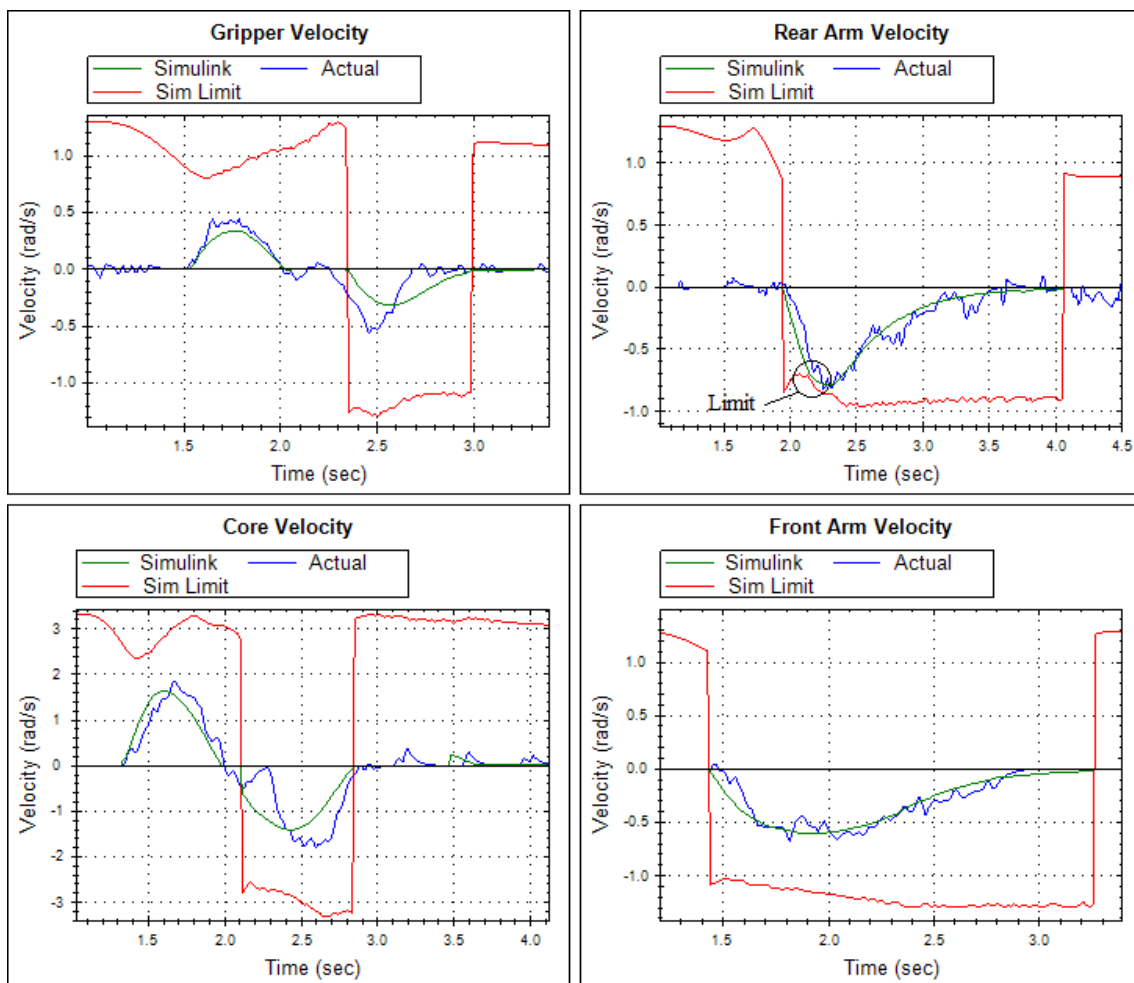 Gripper Velocity
Simulink Actual
Sim Limit
1.0
0.5
0.0
-0.5
-1.0
Velocity (rad/s)
1.5 2.0 2.5 3.0
Time (sec)
Rear Arm Velocity
Simulink Actual
Sim Limit
1.0
0.5
0.0
-0.5
-1.0
Velocity (rad/s)
Limit
1.5 2.0 2.5 3.0 3.5 4.0 4.5
Time (sec)
Core Velocity
Simulink Actual
Sim Limit
3
2
1
0
-1
-2
-3
Velocity (rad/s)
1.5 2.0 2.5 3.0 3.5 4.0
Time (sec)
Front Arm Velocity
Simulink Actual
Sim Limit
1.0
0.5
0.0
-0.5
-1.0
Velocity (rad/s)
1.5 2.0 2.5 3.0
Time (sec)